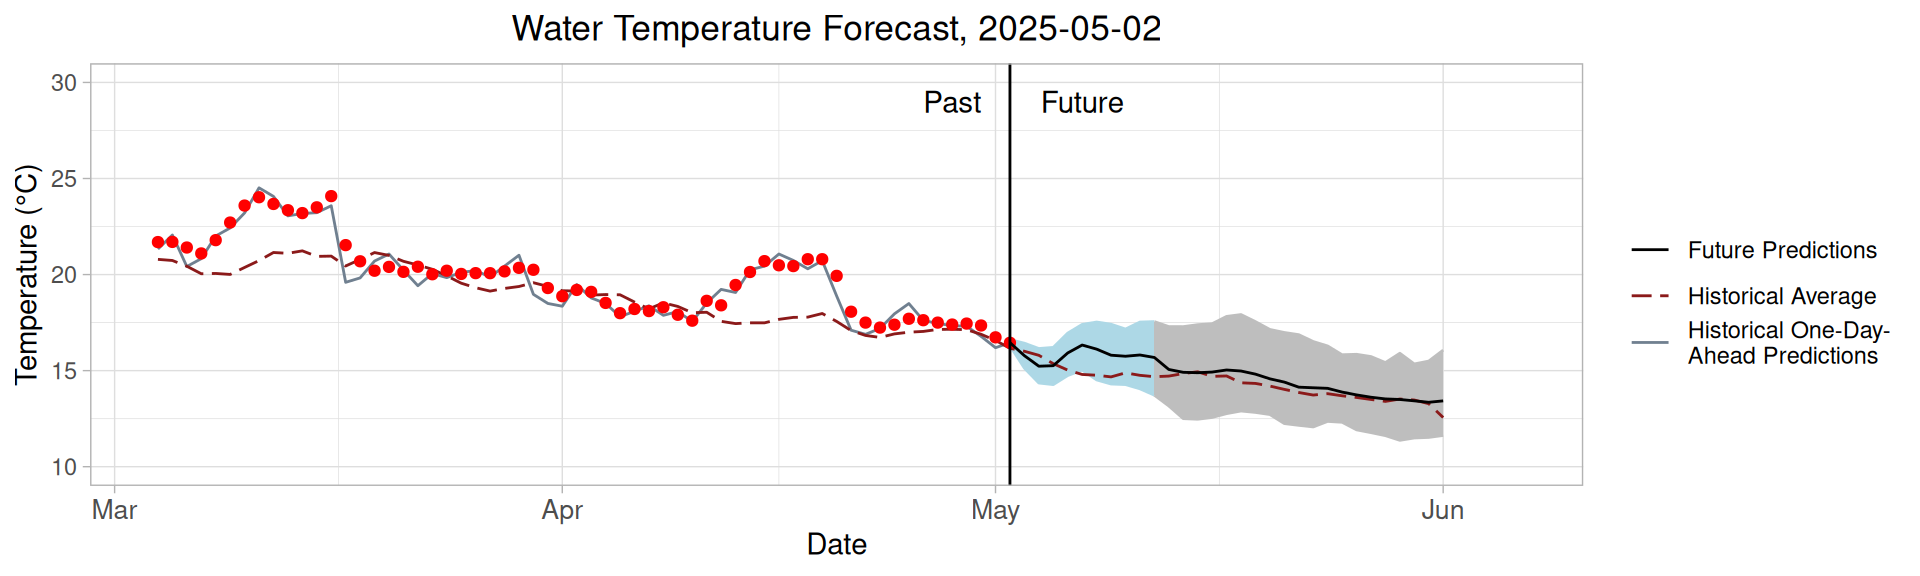 Water Temperature Forecast, 2025-05-02
30
25
20
15
10
Temperature (°C)
Past
Future
Mar
Apr
May
Jun
Date
Future Predictions
Historical Average
Historical One-Day-
Ahead Predictions